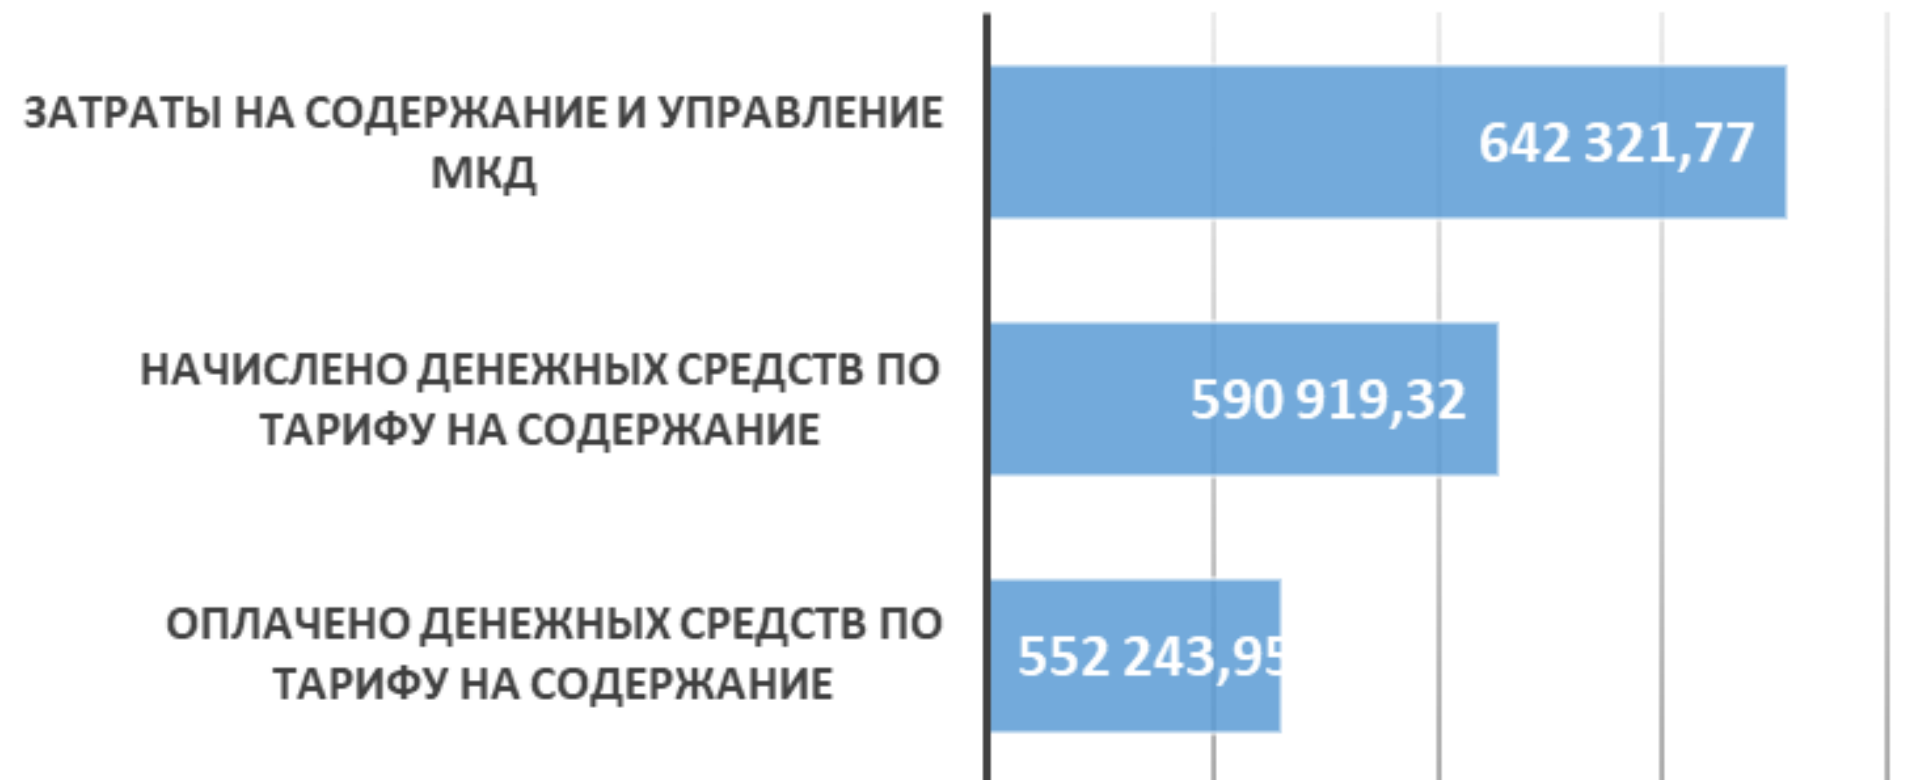 ЗАТРАТЫ НА СОДЕРЖАНИЕ И УПРАВЛЕНИЕ
МКД
642 321,77
НАЧИСЛЕНО ДЕНЕЖНЫХ СРЕДСТВ ПО
ТАРИФУ НА СОДЕРЖАНИЕ
590 919,32
ОПЛАЧЕНО ДЕНЕЖНЫХ СРЕДСТВ ПО
ТАРИФУ НА СОДЕРЖАНИЕ
552 243,95